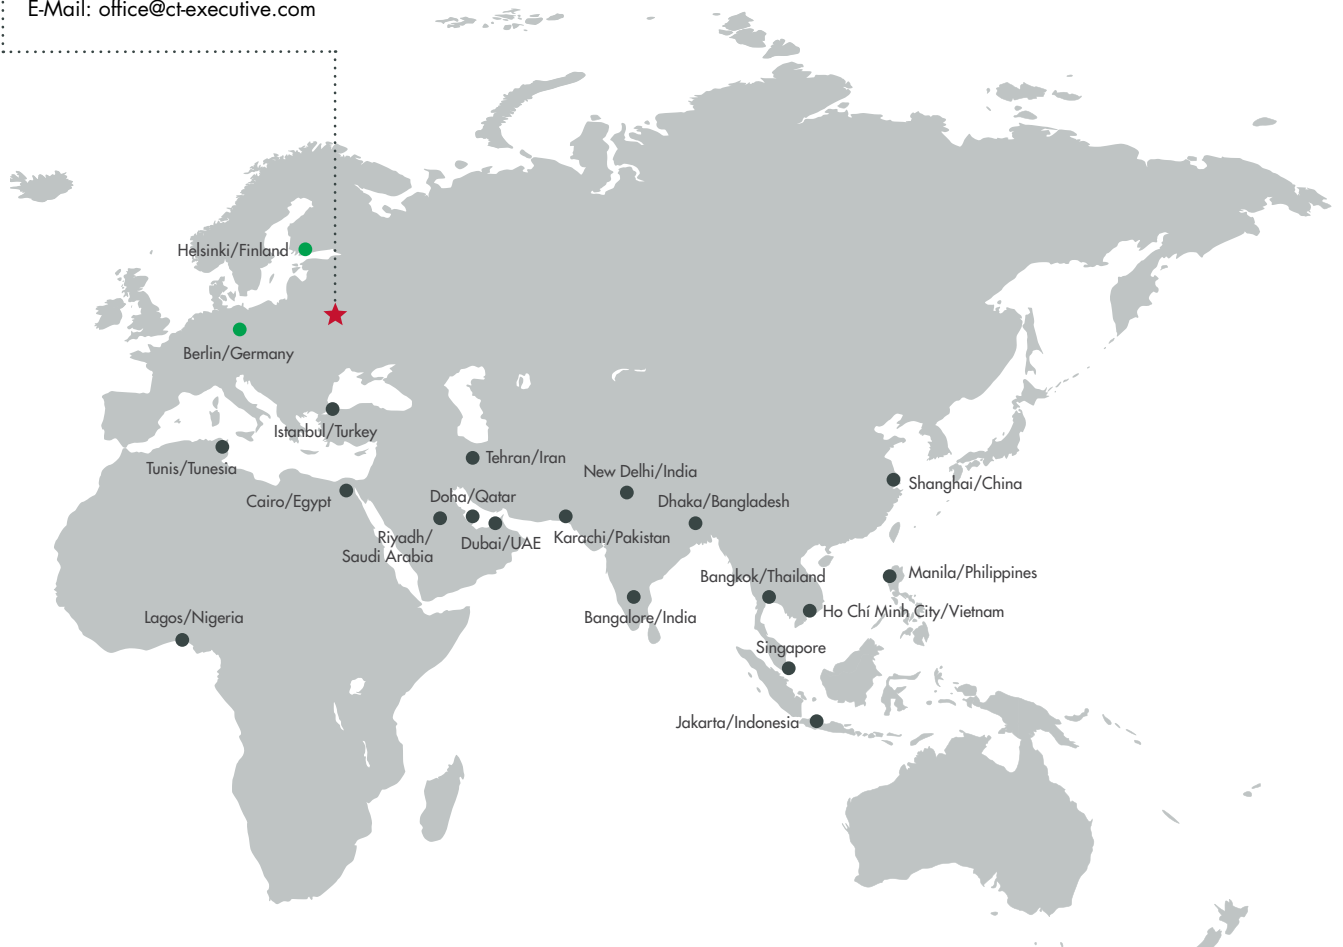 E-Mail: office@ct-executive.com
Helsinki/Finland
Berlin/Germany
Istanbul/Turkey
Tunis/Tunesia
Tehran/Iran
New Delhi/India
Shanghai/China
Cairo/Egypt
Doha/Qatar
Dhaka/Bangladesh
Riyadh/
Saudi Arabia
Dubai/UAE
Karachi/Pakistan
Bangkok/Thailand
Manila/Philippines
Lagos/Nigeria
Bangalore/India
Ho Chí Minh City/Vietnam
Singapore
Jakarta/Indonesia